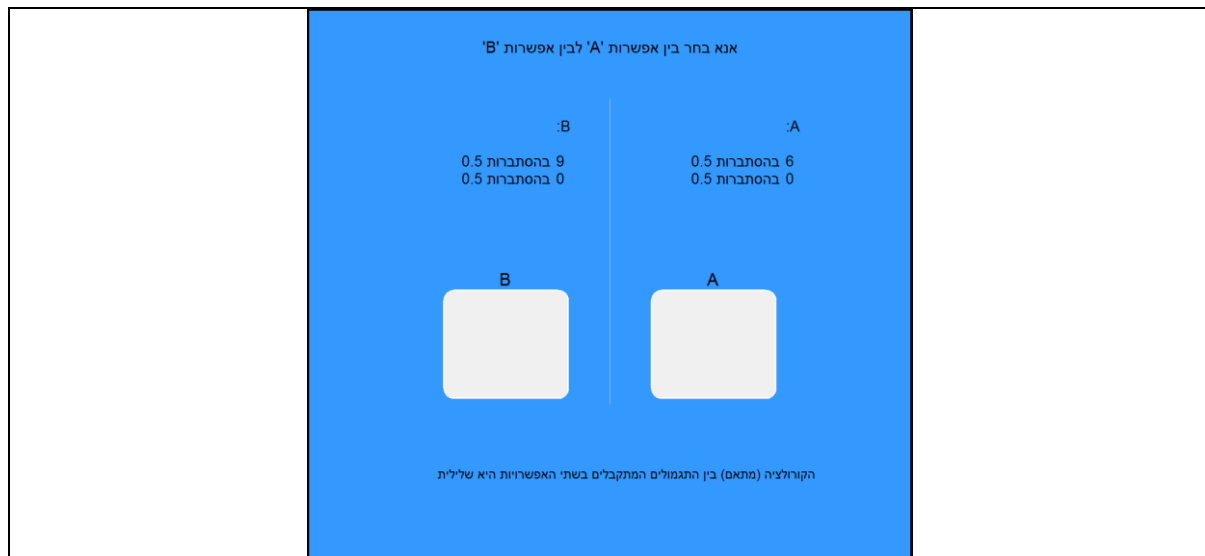 אנא בחר בין אפשרות 'A' לבין אפשרות 'B'
A:
6 בהסתברות 0.5
0 בהסתברות 0.5
B:
9 בהסתברות 0.5
0 בהסתברות 0.5
A
B
הקורולציה (מתאם) בין התגמולים המתקבלים בשתי האפשרויות היא שלילית